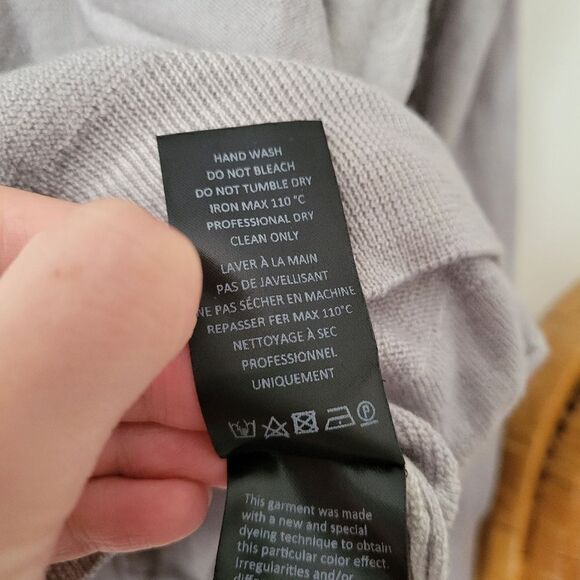 HAND WASH
DO NOT BLEACH
DO NOT TUMBLE DRY
IRON MAX 110 °C
PROFESSIONAL DRY
CLEAN ONLY
LAVER À LA MAIN
PAS DE JAVELLISANT
NE PAS SÉCHER EN MACHINE
REPASSER FER MAX 110°C
NETTOYAGE À SEC
PROFESSIONNEL
UNIQUEMENT
P
This garment was made
with a new and special
dyeing technique to obtain
this particular color effect.
Irregularities and/or